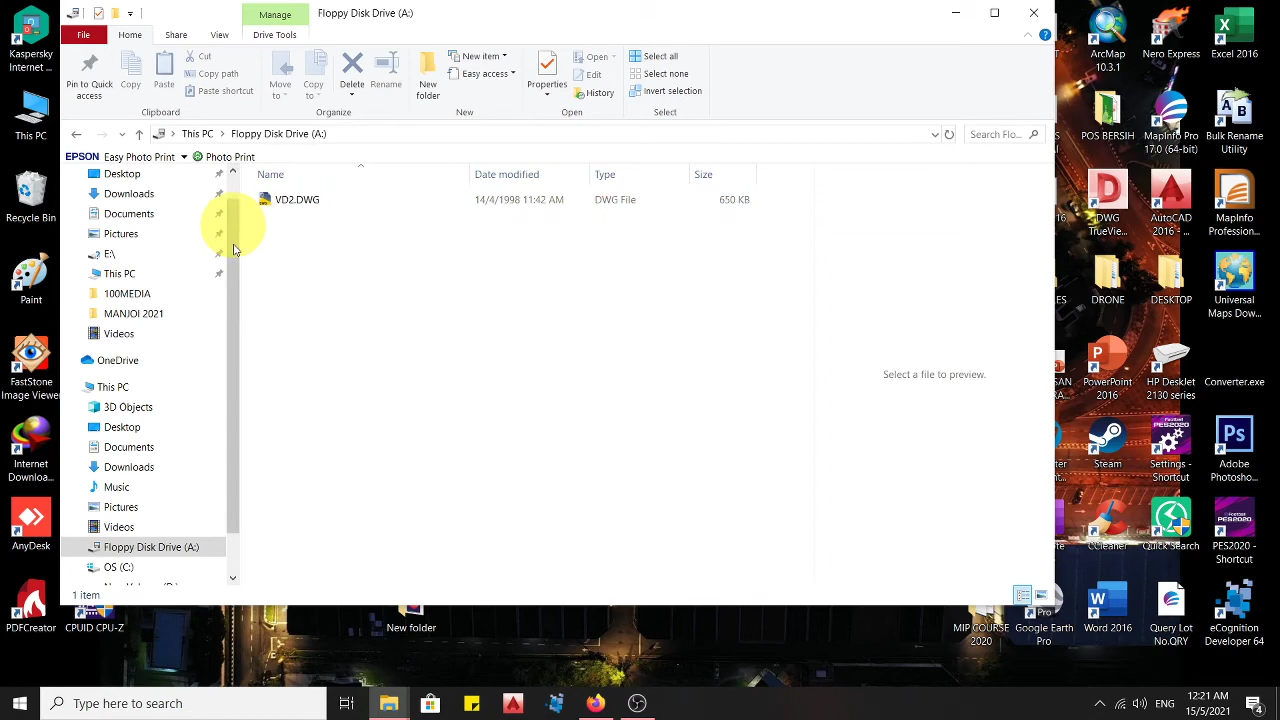 Manage
Floppy Disk Drive (A:)
File
Home
Share
View
Drive Tools
Pin to Quick access
Copy
Paste
Cut
Copy path
Paste shortcut
Clipboard
Move to
Copy to
Delete
Rename
Organize
New folder
New item
Easy access
New
Properties
Open
Edit
History
Open
Select all
Select none
Invert selection
Select
This PC
Floppy Disk Drive (A:)
Search Flo...
EPSON
Easy Photo Print
Photo Print
Name
Date modified
Type
Size
VD2.DWG
14/4/1998 11:42 AM
DWG File
650 KB
Select a file to preview.
Desktop
Downloads
Documents
Pictures
E:\
This PC
100MEDIA
MANJOI 2021
Videos
OneDrive
This PC
3D Objects
Desktop
Documents
Downloads
Music
Pictures
Videos
Floppy Disk Drive (A:)
OS (C:)
1 item
Kaspersky Internet ...
This PC
Recycle Bin
Paint
FastStone Image Viewer
Internet Downloa...
AnyDesk
PDFCreator
CPUID CPU-Z
New folder
ArcMap 10.3.1
Nero Express
Excel 2016
POS BERSIH
MapInfo Pro 17.0 (64-bit)
Bulk Rename Utility
DWG TrueVie...
AutoCAD 2016 - ...
MapInfo Profession...
DRONE
DESKTOP
Universal Maps Dow...
PowerPoint 2016
HP DeskJet 2130 series
Converter.exe
Steam
Settings - Shortcut
Adobe Photosho...
CCleaner
Quick Search
PES2020 - Shortcut
MIP COURSE 2020
Google Earth Pro
Word 2016
Query Lot No.QRY
eCognition Developer 64
Type here to search
ENG
12:21 AM
15/5/2021
4